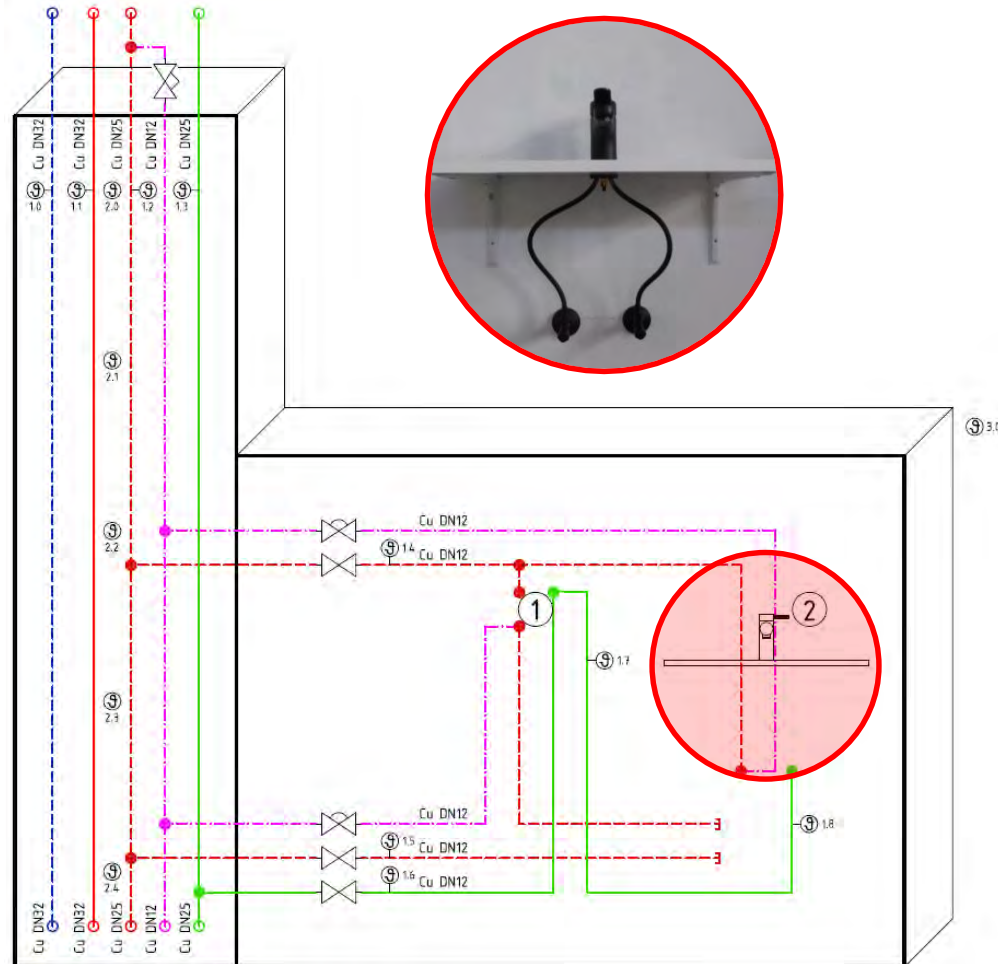 Cu DN32
Cu DN32
Cu DN25
Cu DN12
Cu DN25
ϑ 1.0
ϑ 1.1
ϑ 2.0
ϑ 1.2
ϑ 1.3
ϑ 2.1
ϑ 3.0
Cu DN12
ϑ 2.2
ϑ 1.4 Cu DN12
1
2
ϑ 1.7
ϑ 2.3
Cu DN12
ϑ 1.8
ϑ 1.5 Cu DN12
ϑ 2.4
ϑ 1.6 Cu DN12
Cu DN32
Cu DN32
Cu DN25
Cu DN12
Cu DN25